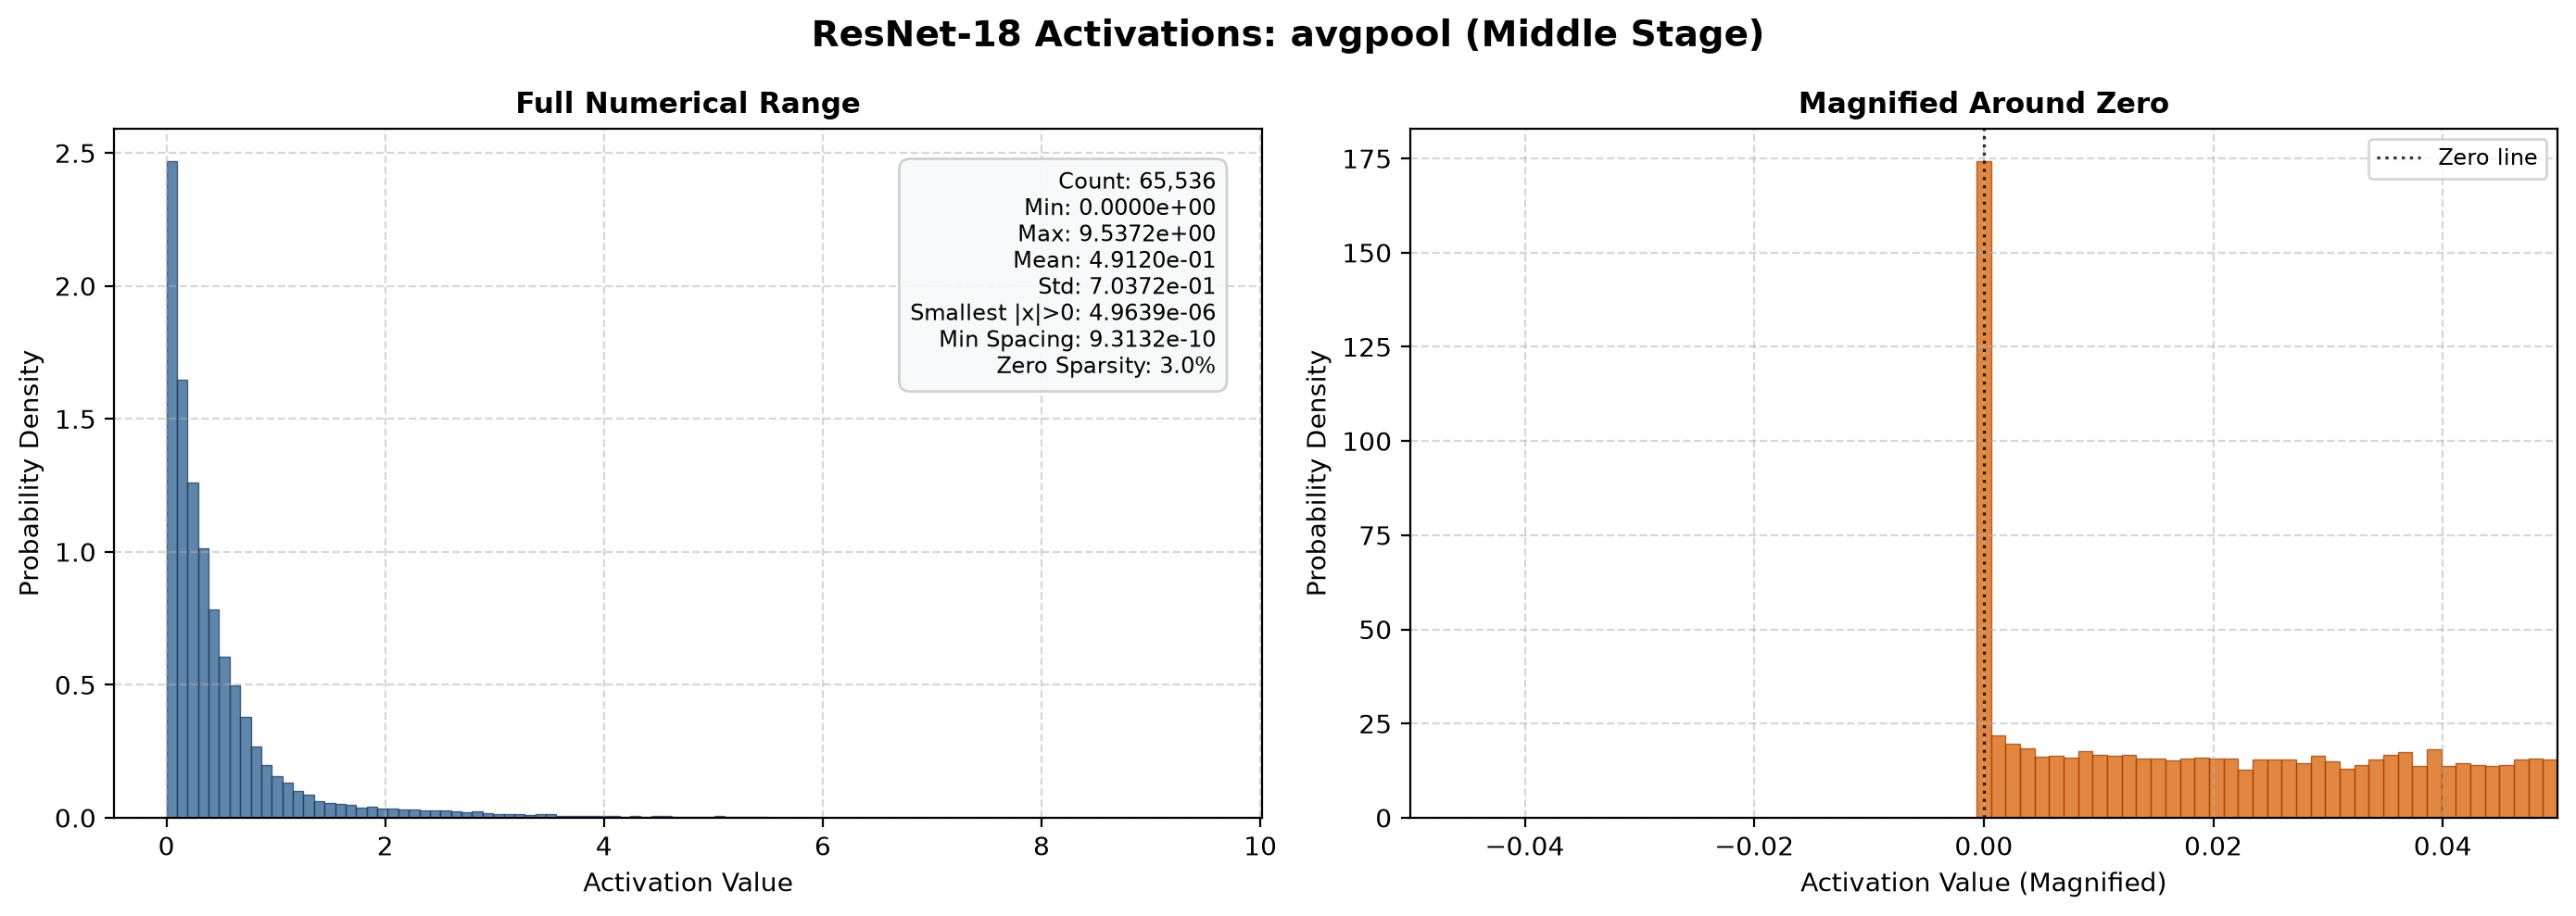 ResNet-18 Activations: avgpool (Middle Stage)
Full Numerical Range
2.5
2.0
1.5
1.0
0.5
0.0
Probability Density
Count: 65,536
Min: 0.0000e+00
Max: 9.5372e+00
Mean: 4.9120e-01
Std: 7.0372e-01
Smallest |x|>0: 4.9639e-06
Min Spacing: 9.3132e-10
Zero Sparsity: 3.0%
0 2 4 6 8 10
Activation Value
Magnified Around Zero
175
150
125
100
75
50
25
0
Probability Density
Zero line
−0.04 −0.02 0.00 0.02 0.04
Activation Value (Magnified)